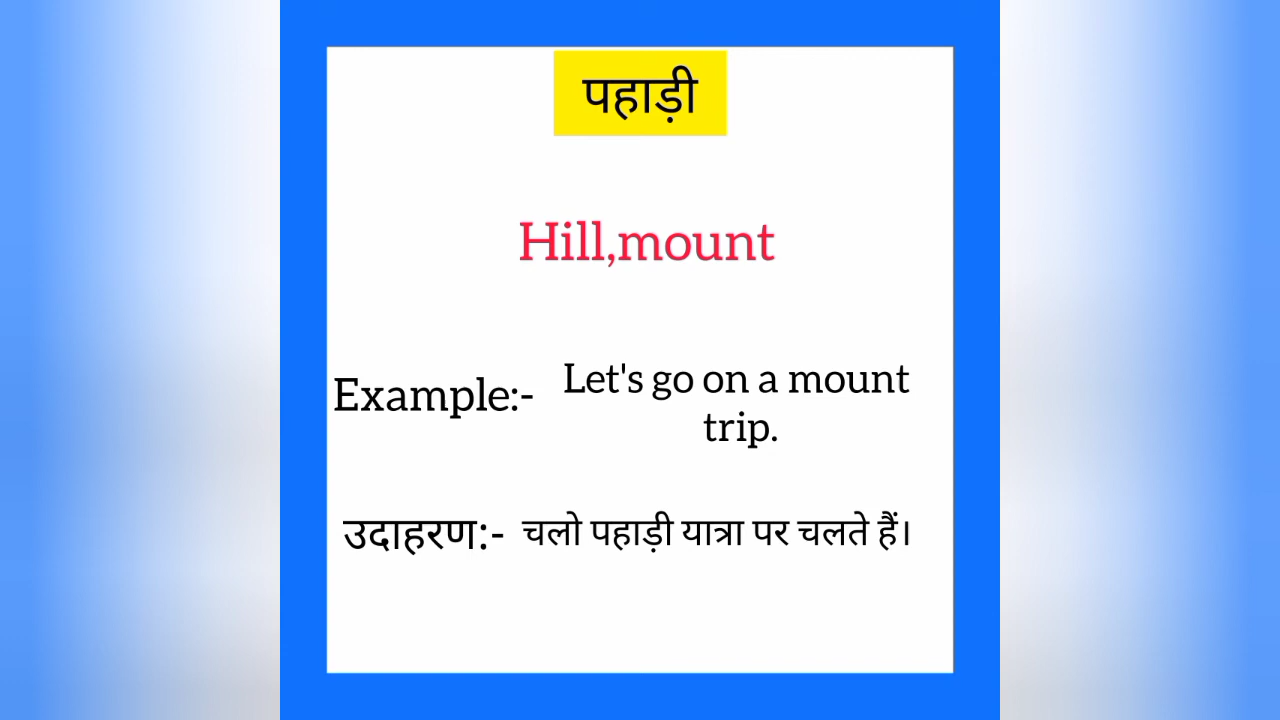 पहाड़ी
Hill,mount
Example:- Let's go on a mount
trip.
उदाहरण:- चलो पहाड़ी यात्रा पर चलते हैं।